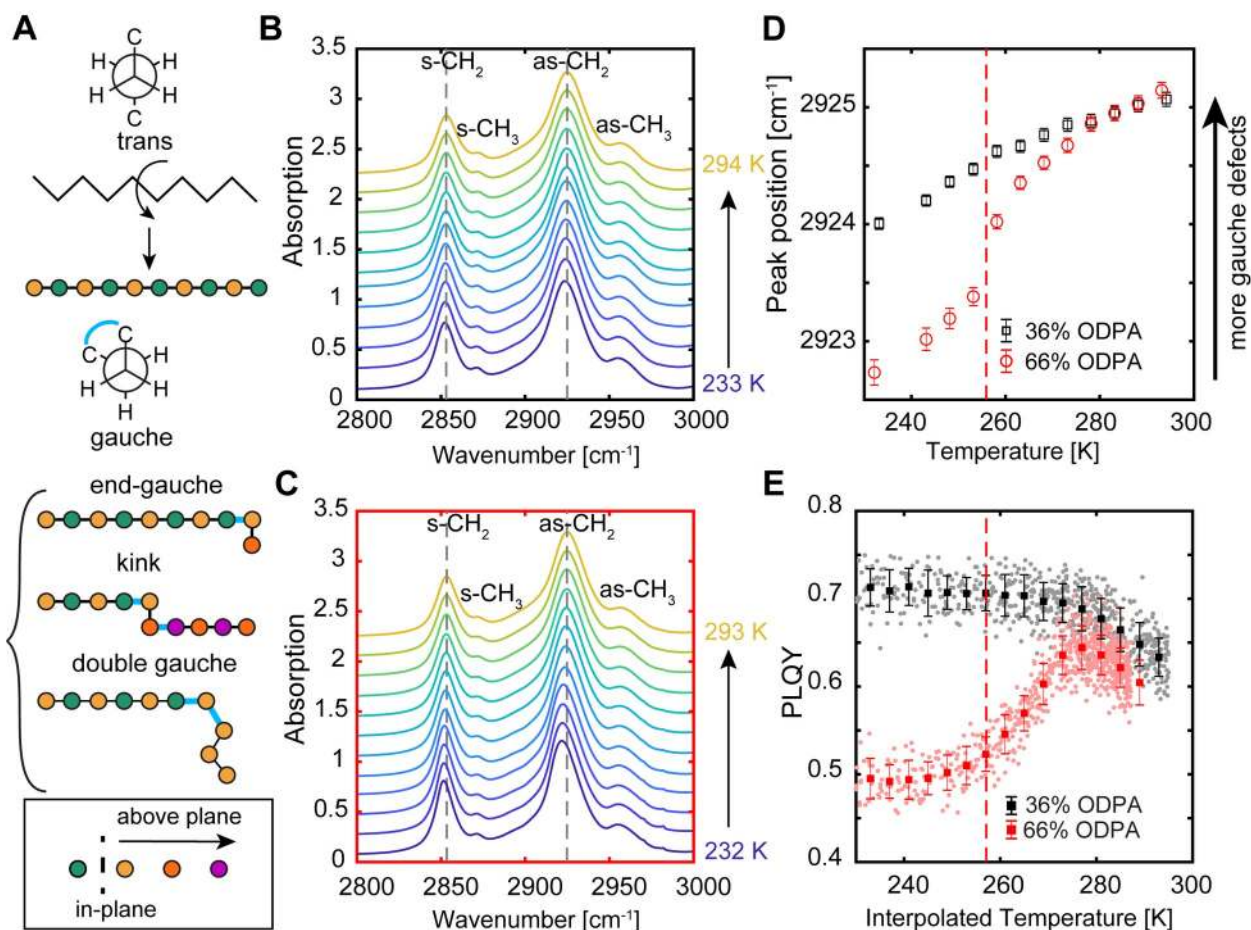 A
C
H
H
H
H
C
trans
C
C
H
H
H
H
gauche
end-gauche
kink
double gauche
above plane
in-plane
B
3.5
3
2.5
2
1.5
1
0.5
0
Absorption
s-CH2
as-CH2
s-CH3
as-CH3
294 K
233 K
2800
2850
2900
2950
3000
Wavenumber [cm-1]
C
3.5
3
2.5
2
1.5
1
0.5
0
Absorption
s-CH2
as-CH2
s-CH3
as-CH3
293 K
232 K
2800
2850
2900
2950
3000
Wavenumber [cm-1]
D
2925
2924
2923
Peak position [cm-1]
36% ODPA
66% ODPA
more gauche defects
240
260
280
300
Temperature [K]
E
0.8
0.7
0.6
0.5
0.4
PLQY
36% ODPA
66% ODPA
240
260
280
300
Interpolated Temperature [K]